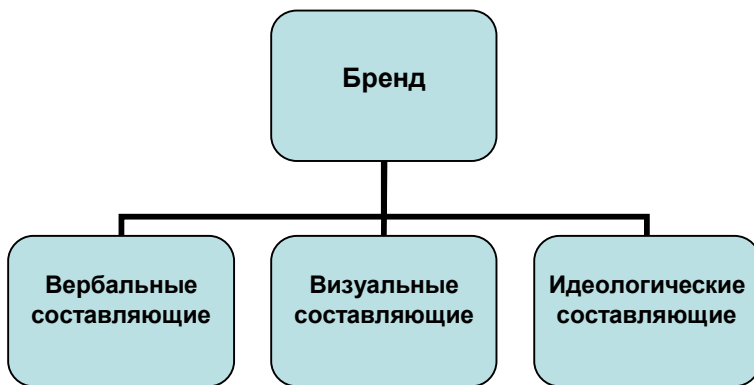 Бренд
Вербальные
составляющие
Визуальные
составляющие
Идеологические
составляющие